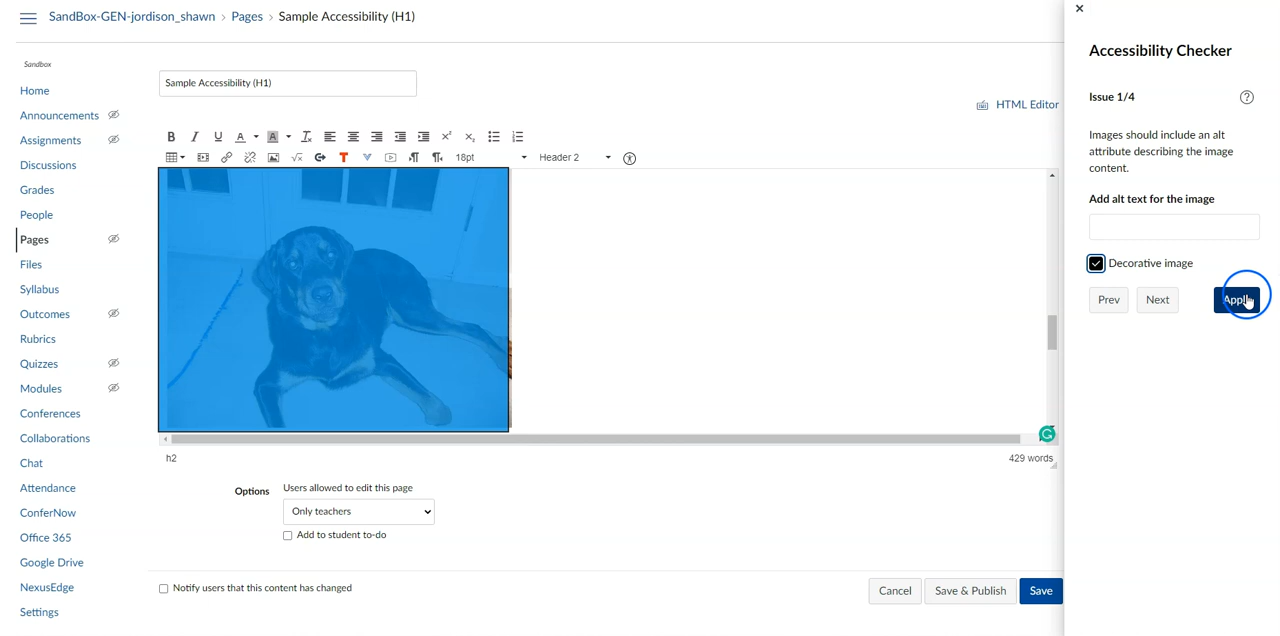 SandBox-GEN-jordison_shawn > Pages > Sample Accessibility (H1)
Sandbox
Home
Announcements
Assignments
Discussions
Grades
People
Pages
Files
Syllabus
Outcomes
Rubrics
Quizzes
Modules
Conferences
Collaborations
Chat
Attendance
ConferNow
Office 365
Google Drive
NexusEdge
Settings
Sample Accessibility (H1)
HTML Editor
18pt Header 2
h2
429 words
Options Users allowed to edit this page
Only teachers
Add to student to-do
Notify users that this content has changed
Cancel Save & Publish Save
Accessibility Checker
Issue 1/4
Images should include an alt
attribute describing the image
content.
Add alt text for the image
Decorative image
Prev Next Apply